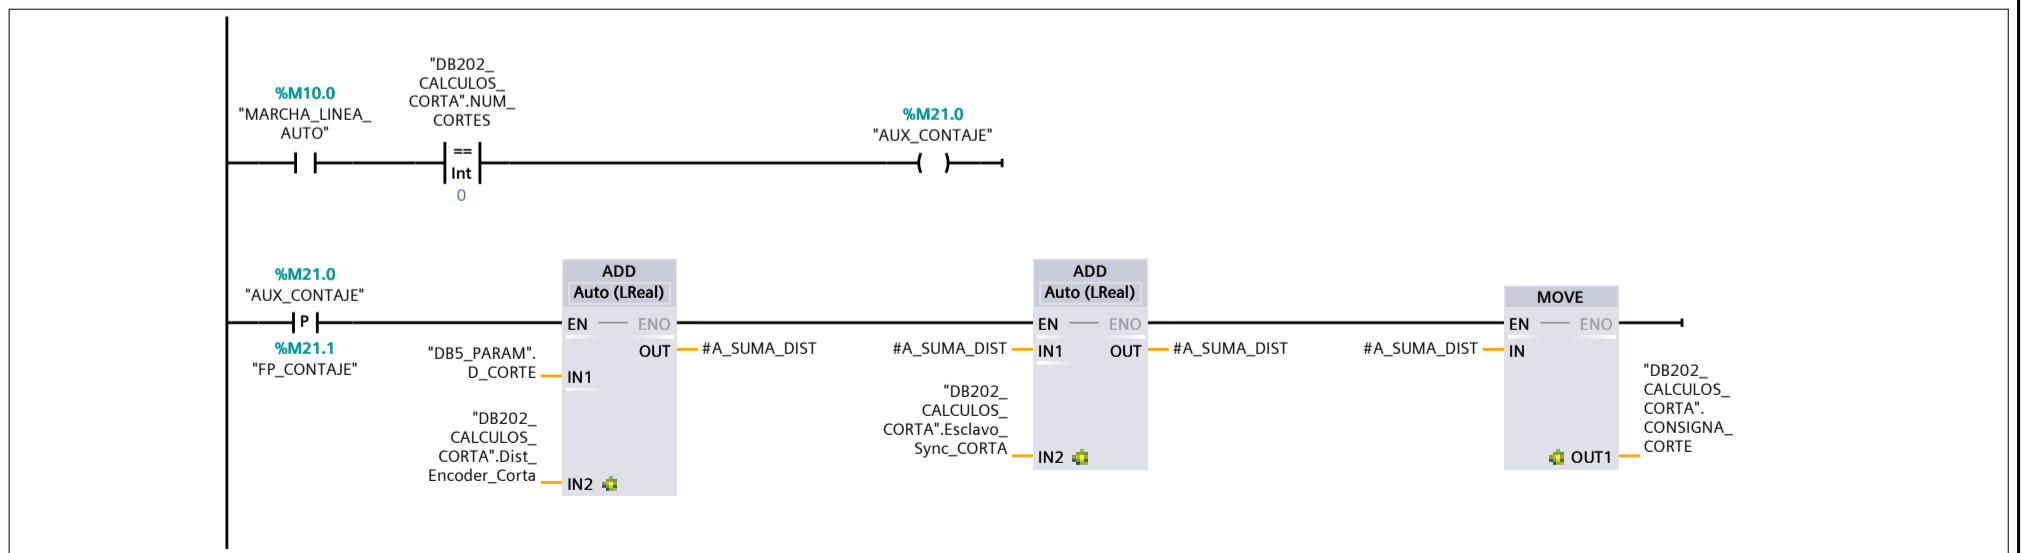 %M10.0
"MARCHA_LINEA_
AUTO"
"DB202_
CALCULOS_
CORTA".NUM_
CORTES
==
Int
0
%M21.0
"AUX_CONTAJE"
%M21.0
"AUX_CONTAJE"
P
%M21.1
"FP_CONTAJE"
ADD
Auto (LReal)
EN
ENO
OUT
#A_SUMA_DIST
"DB5_PARAM".
D_CORTE
IN1
"DB202_
CALCULOS_
CORTA".Dist_
Encoder_Corta
IN2
ADD
Auto (LReal)
EN
ENO
#A_SUMA_DIST
IN1
OUT
#A_SUMA_DIST
"DB202_
CALCULOS_
CORTA".Esclavo_
Sync_CORTA
IN2
MOVE
EN
ENO
#A_SUMA_DIST
IN
"DB202_
CALCULOS_
CORTA".
CONSIGNA_
CORTE
OUT1